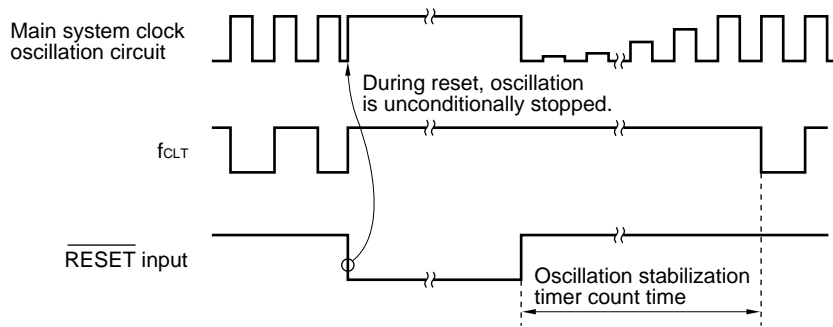 Main system clock
oscillation circuit
During reset, oscillation
is unconditionally stopped.
fCLT
RESET input
Oscillation stabilization
timer count time